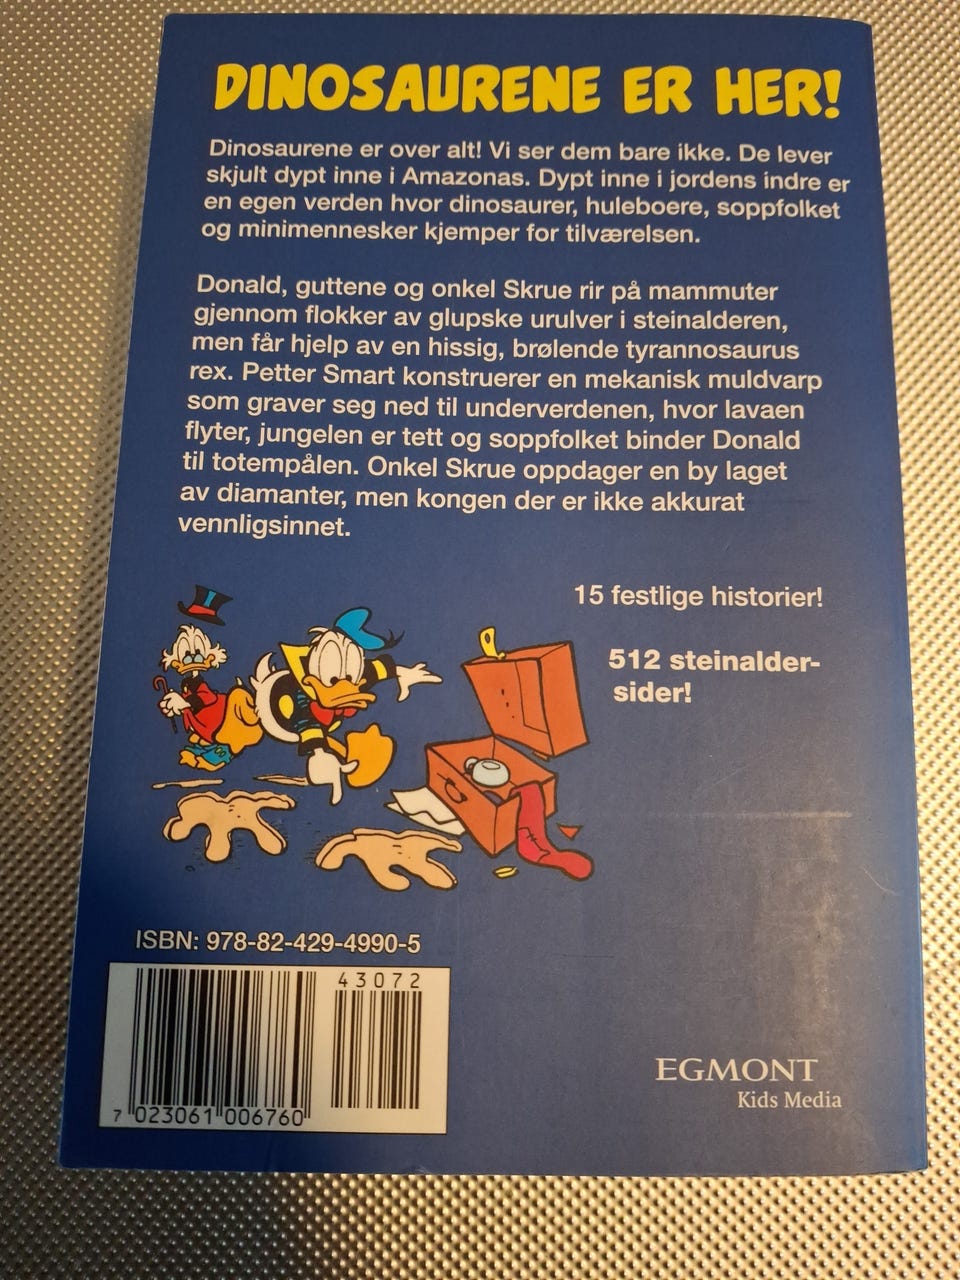 DINOSAURENE ER HER!
Dinosaurene er over alt! Vi ser dem bare ikke. De lever
skjult dypt inne i Amazonas. Dypt inne i jordens indre er
en egen verden hvor dinosaurer, huleboere, soppfolket
og minimennesker kjemper for tilværelsen.
Donald, guttene og onkel Skrue rir på mammuter
gjennom flokker av glupske urulver i steinalderen,
men får hjelp av en hissig, brølende tyrannosaurus
rex. Petter Smart konstruerer en mekanisk muldvarp
som graver seg ned til underverdenen, hvor lavaen
flyter, jungelen er tett og soppfolket binder Donald
til totempålen. Onkel Skrue oppdager en by laget
av diamanter, men kongen der er ikke akkurat
vennligsinnet.
15 festlige historier!
512 steinalder-
sider!
ISBN: 978-82-429-4990-5
43072
7 023061 006760
EGMONT
Kids Media